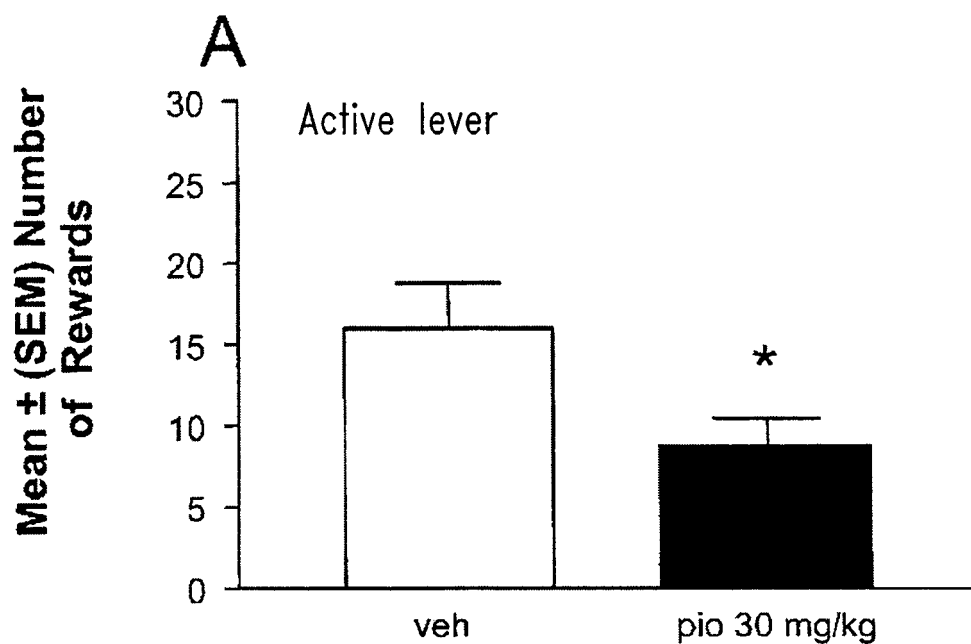 A
Mean ± (SEM) Number
of Rewards
30
25
20
15
10
5
0
Active lever
*
veh
pio 30 mg/kg